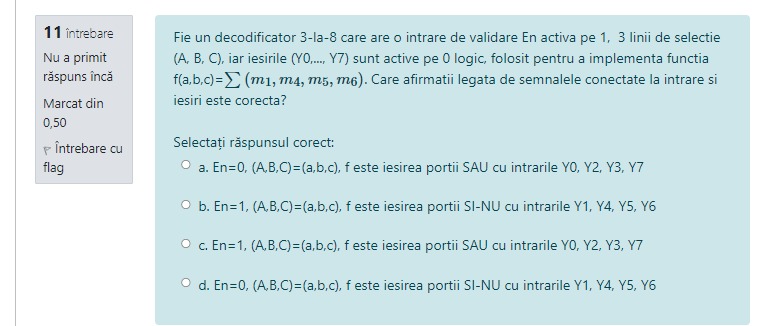 11 întrebare
Nu a primit
răspuns încă
Marcat din
0,50
Întrebare cu
flag
Fie un decodificator 3-la-8 care are o intrare de validare En activa pe 1, 3 linii de selectie
(A, B, C), iar iesirile (Y0,..., Y7) sunt active pe 0 logic, folosit pentru a implementa functia
f(a,b,c)=∑ (m₁, m₄, m₅, m₆). Care afirmatii legata de semnalele conectate la intrare si
iesiri este corecta?
Selectați răspunsul corect:
a. En=0, (A,B,C)=(a,b,c), f este iesirea portii SAU cu intrarile Y0, Y2, Y3, Y7
b. En=1, (A,B,C)=(a,b,c), f este iesirea portii SI-NU cu intrarile Y1, Y4, Y5, Y6
c. En=1, (A,B,C)=(a,b,c), f este iesirea portii SAU cu intrarile Y0, Y2, Y3, Y7
d. En=0, (A,B,C)=(a,b,c), f este iesirea portii SI-NU cu intrarile Y1, Y4, Y5, Y6